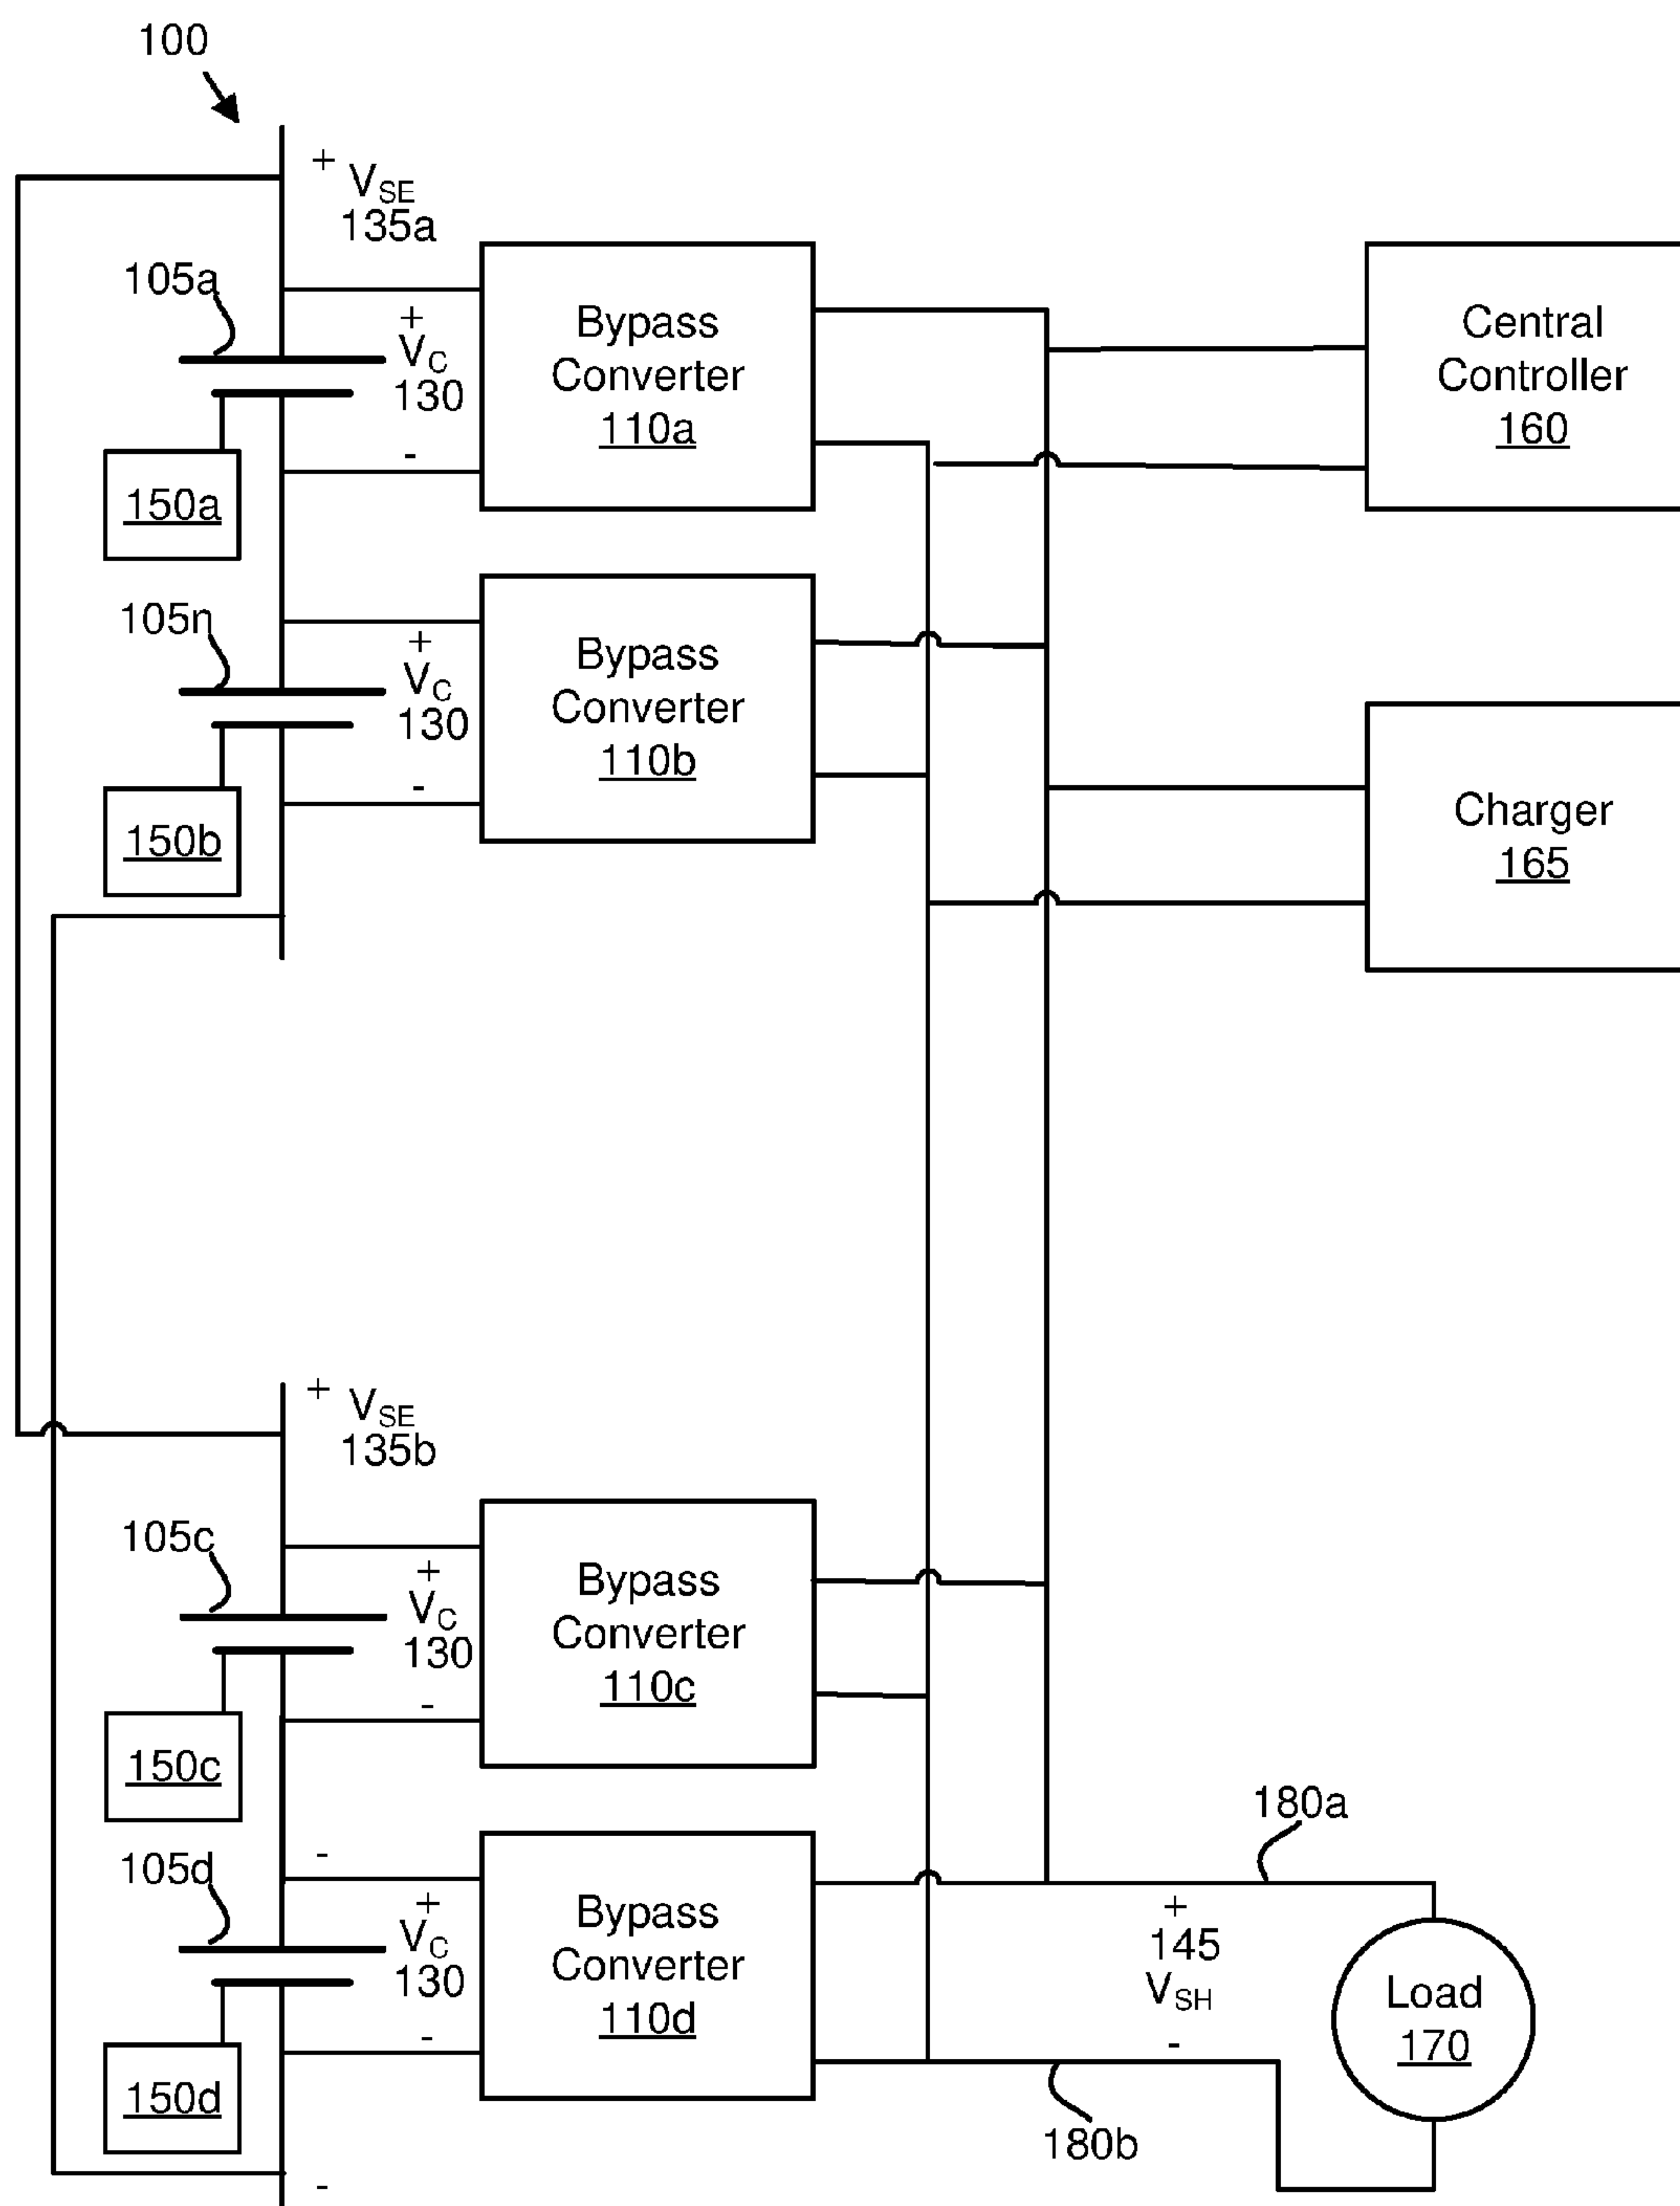 100
+ VSE
135a
105a
+
VC
130
-
Bypass
Converter
110a
Central
Controller
160
150a
105n
+
VC
130
-
Bypass
Converter
110b
150b
Charger
165
+ VSE
135b
105c
+
VC
130
-
Bypass
Converter
110c
150c
-
105d
+
VC
130
-
Bypass
Converter
110d
150d
-
180a
+
145
VSH
-
180b
Load
170